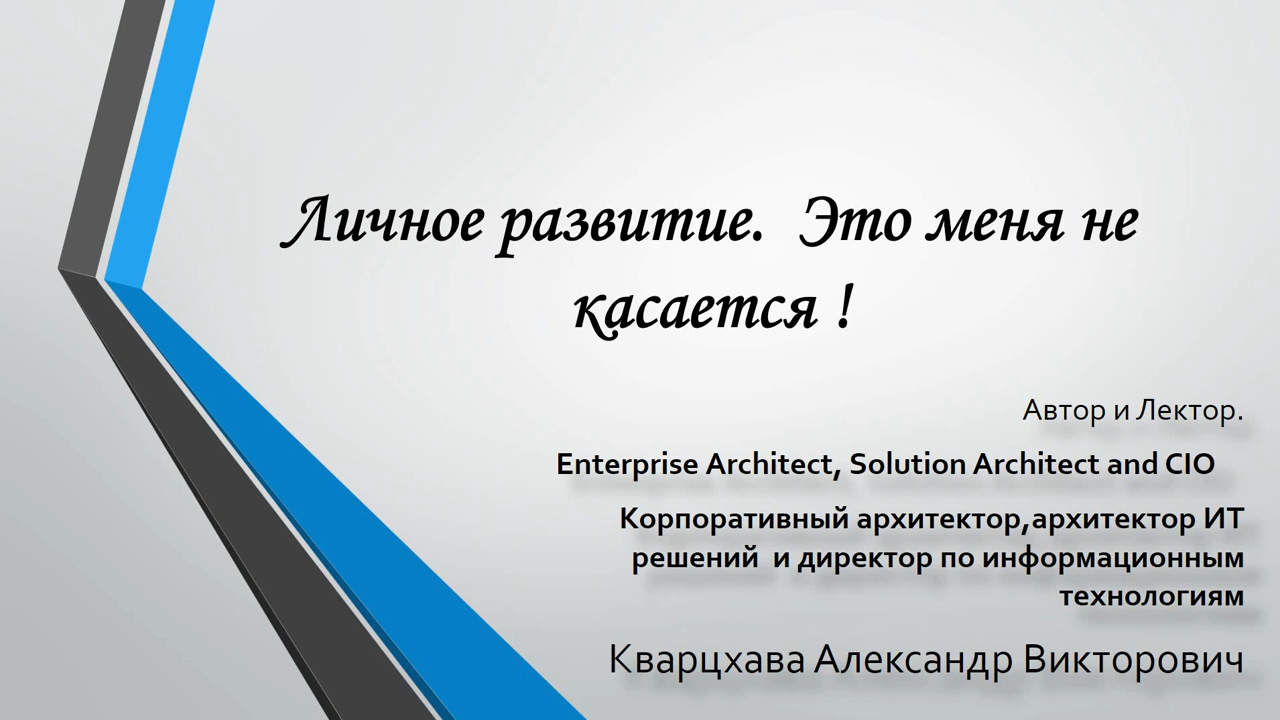 Личное развитие. Это меня не
касается !
Автор и Лектор.
Enterprise Architect, Solution Architect and CIO
Корпоративный архитектор,архитектор ИТ
решений и директор по информационным
технологиям
Кварцхава Александр Викторович